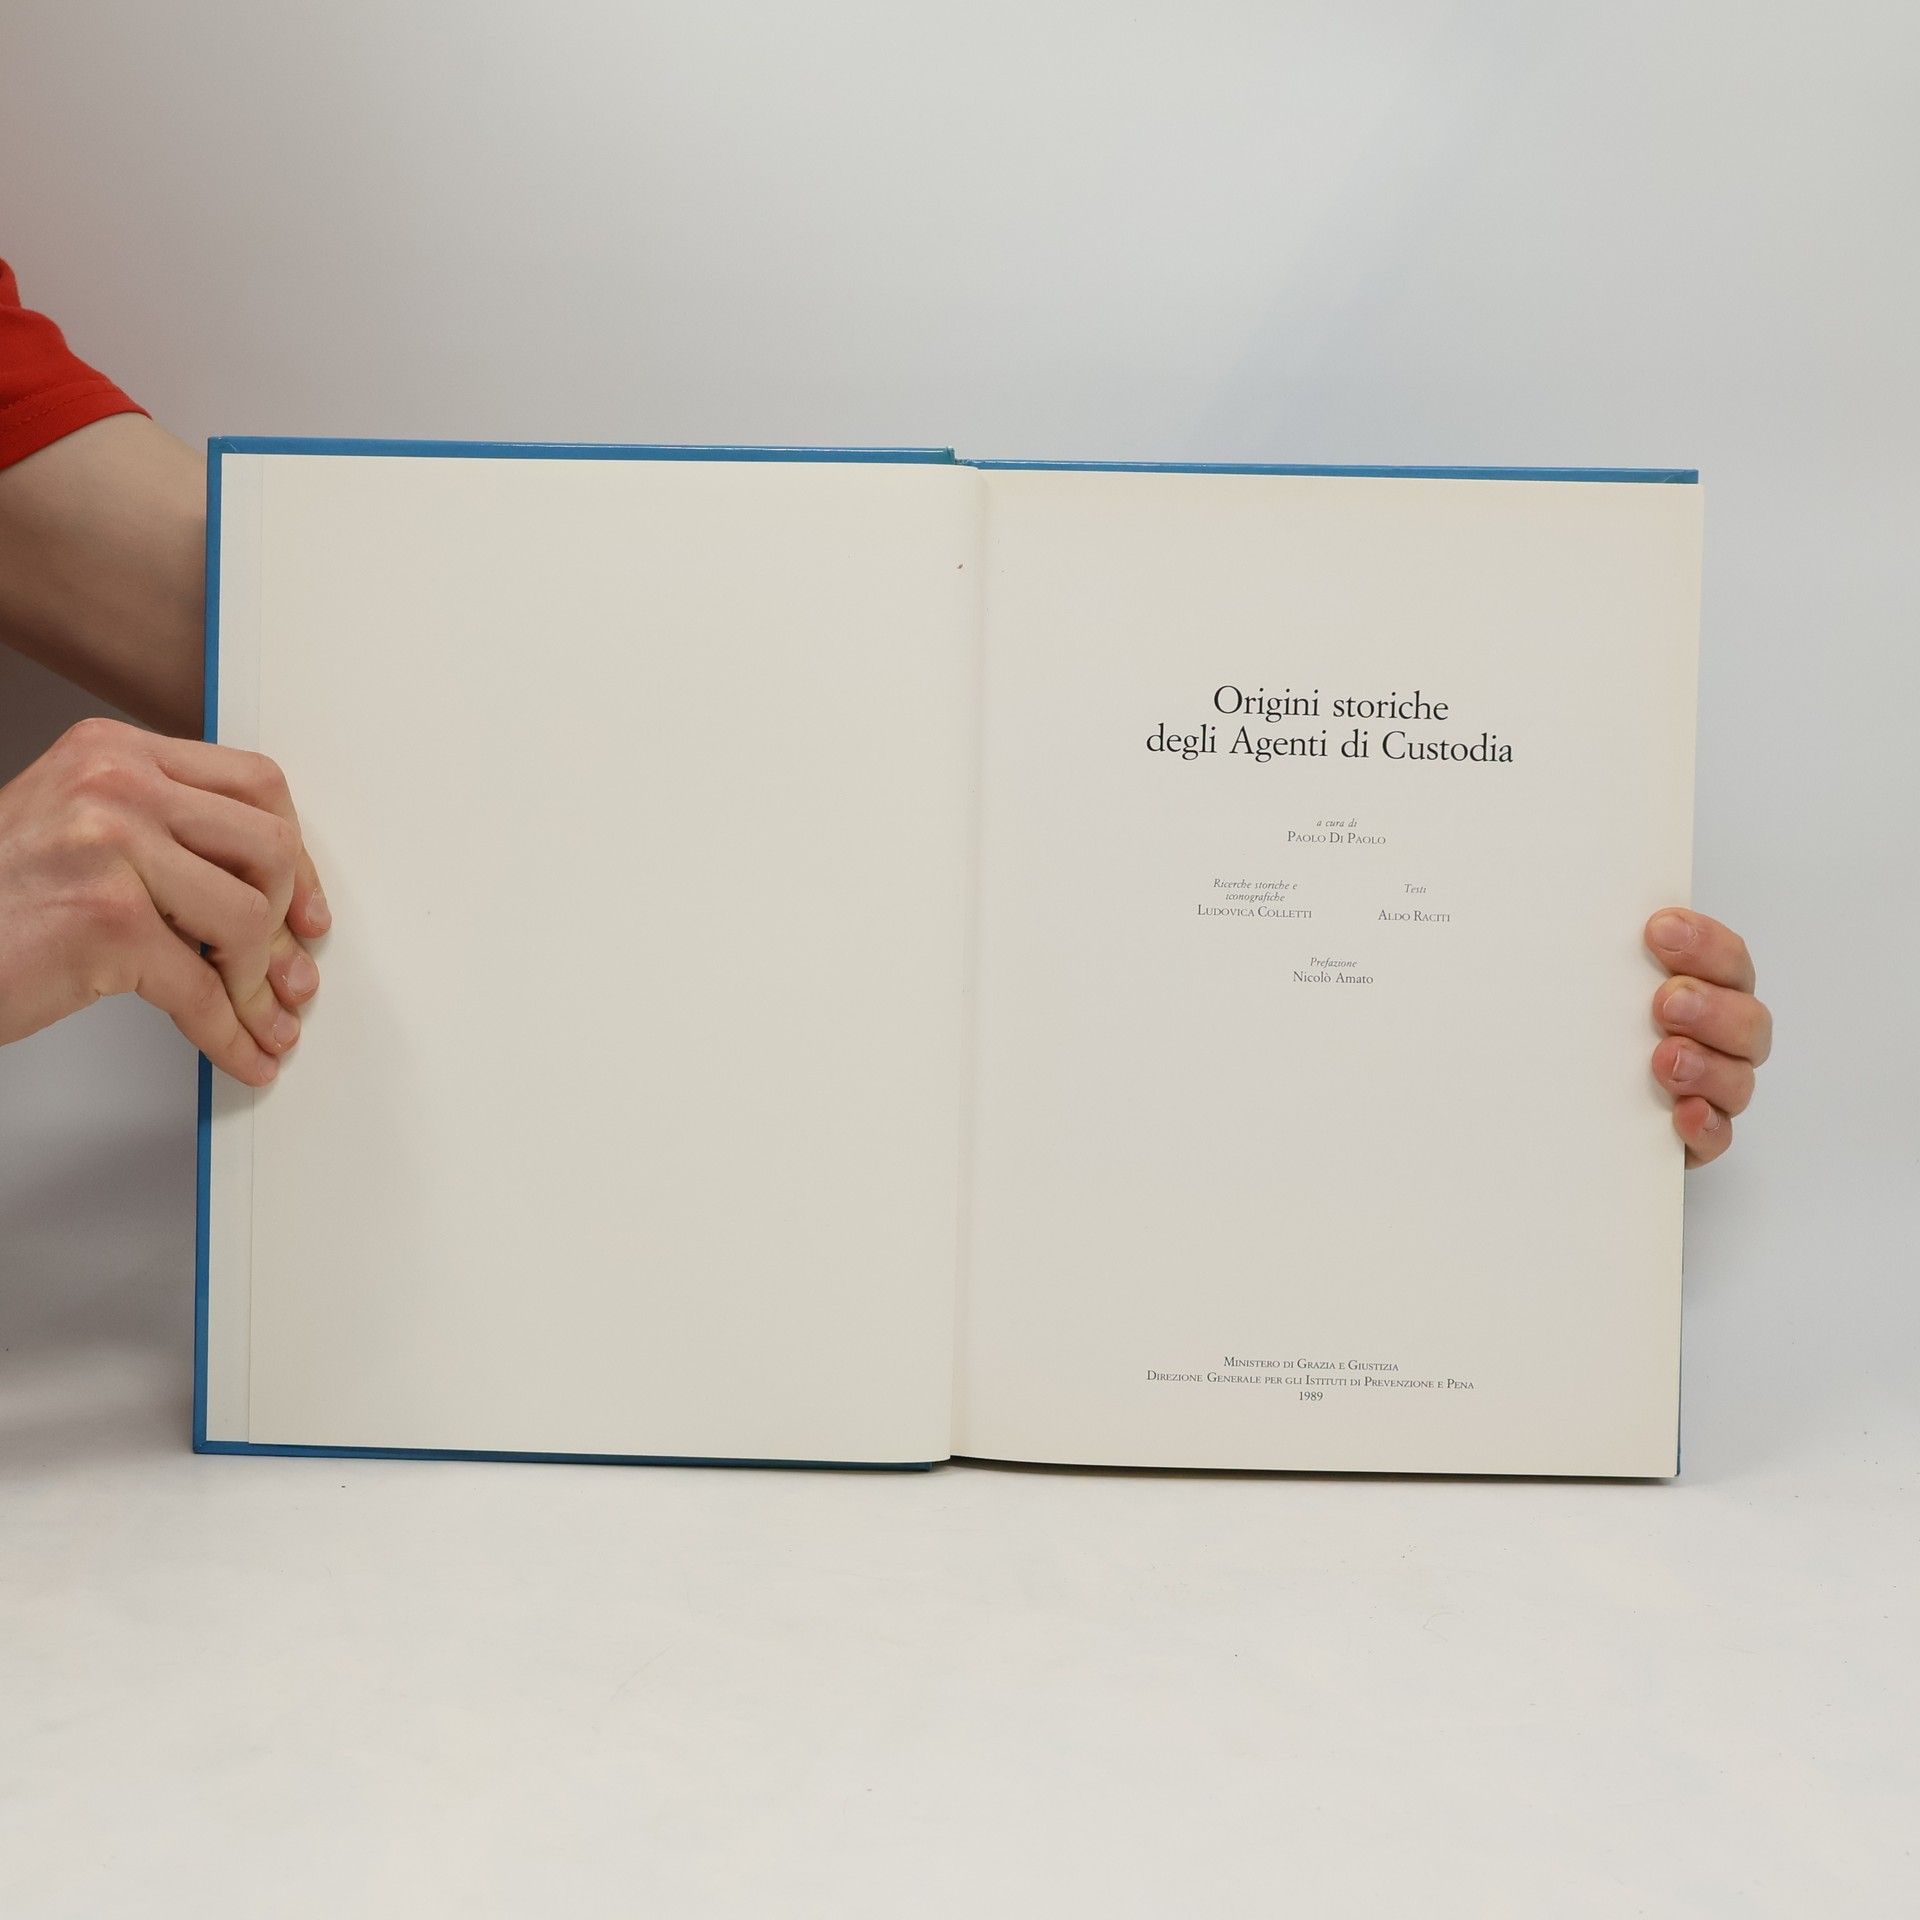 Origini storiche
degli Agenti di Custodia
a cura di
PAOLO DI PAOLO
Ricerche storiche e
iconografiche
LUDOVICA COLLETTI
Testi
ALDO RACITI
Prefazione
Nicolò Amato
MINISTERO DI GRAZIA E GIUSTIZIA
DIREZIONE GENERALE PER GLI ISTITUTI DI PREVENZIONE E PENA
1989